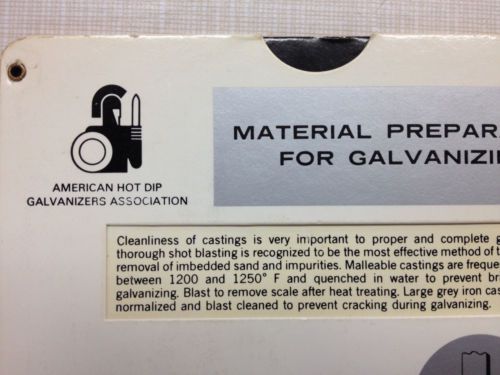 AMERICAN HOT DIP
GALVANIZERS ASSOCIATION
MATERIAL PREPAR
FOR GALVANIZI
Cleanliness of castings is very important to proper and complete g
thorough shot blasting is recognized to be the most effective method of t
removal of imbedded sand and impurities. Malleable castings are freque
between 1200 and 1250° F and quenched in water to prevent br
galvanizing. Blast to remove scale after heat treating. Large grey iron cas
normalized and blast cleaned to prevent cracking during galvanizing.